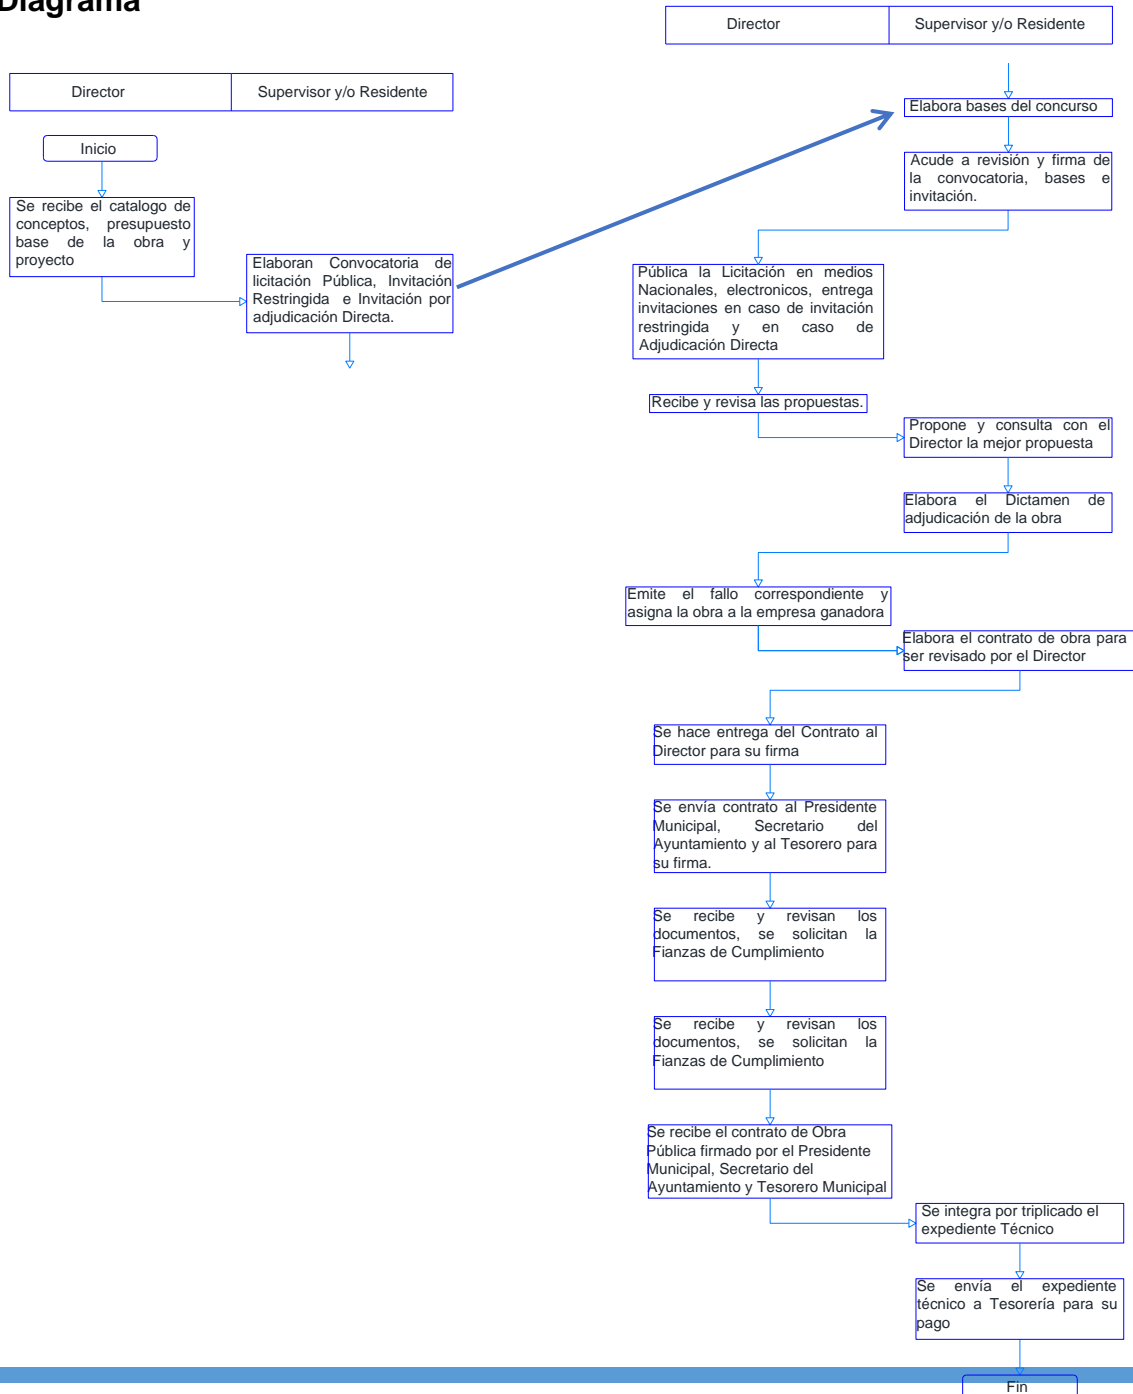 Diagrama
Director
Supervisor y/o Residente
Inicio
Se recibe el catalogo de
conceptos, presupuesto
base de la obra y
proyecto
Elaboran Convocatoria de
licitación Pública, Invitación
Restringida e Invitación por
adjudicación Directa.
Director
Supervisor y/o Residente
Elabora bases del concurso
Acude a revisión y firma de
la convocatoria, bases e
invitación.
Pública la Licitación en medios
Nacionales, electronicos, entrega
invitaciones en caso de invitación
restringida y en caso de
Adjudicación Directa
Recibe y revisa las propuestas.
Propone y consulta con el
Director la mejor propuesta
Elabora el Dictamen de
adjudicación de la obra
Emite el fallo correspondiente y
asigna la obra a la empresa ganadora
Elabora el contrato de obra para
ser revisado por el Director
Se hace entrega del Contrato al
Director para su firma
Se envía contrato al Presidente
Municipal, Secretario del
Ayuntamiento y al Tesorero para
su firma.
Se recibe y revisan los
documentos, se solicitan la
Fianzas de Cumplimiento
Se recibe y revisan los
documentos, se solicitan la
Fianzas de Cumplimiento
Se recibe el contrato de Obra
Pública firmado por el Presidente
Municipal, Secretario del
Ayuntamiento y Tesorero Municipal
Se integra por triplicado el
expediente Técnico
Se envía el expediente
técnico a Tesorería para su
pago
Fin